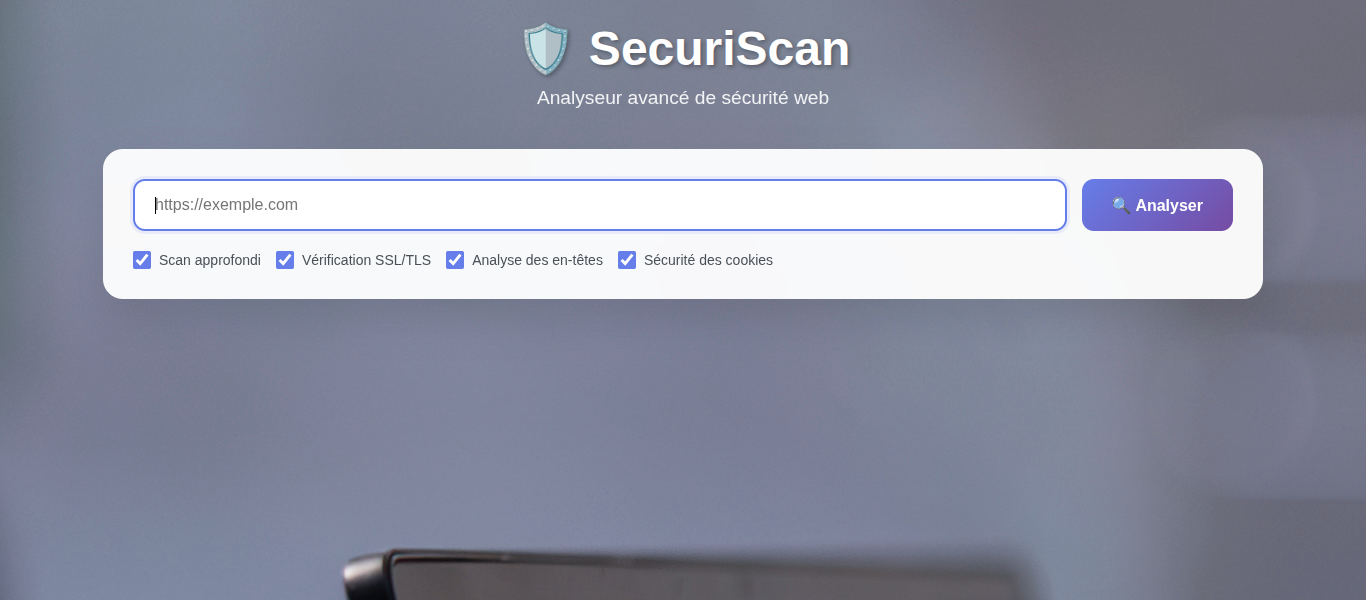 SecuriScan
Analyseur avancé de sécurité web
https://exemple.com
🔍 Analyser
Scan approfondi
Vérification SSL/TLS
Analyse des en-têtes
Sécurité des cookies